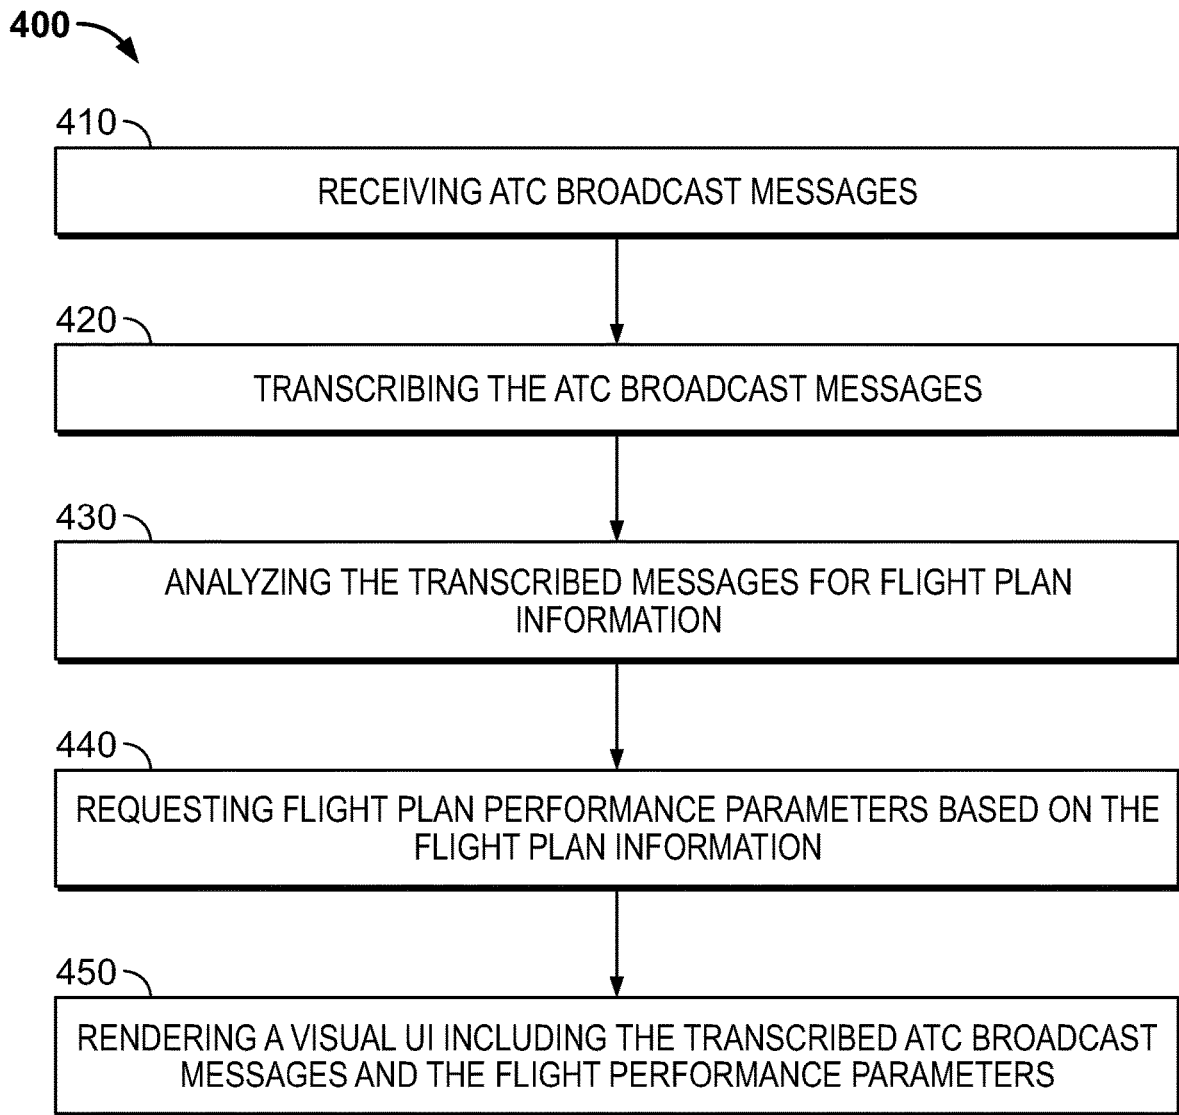 400
410
RECEIVING ATC BROADCAST MESSAGES
420
TRANSCRIBING THE ATC BROADCAST MESSAGES
430
ANALYZING THE TRANSCRIBED MESSAGES FOR FLIGHT PLAN
INFORMATION
440
REQUESTING FLIGHT PLAN PERFORMANCE PARAMETERS BASED ON THE
FLIGHT PLAN INFORMATION
450
RENDERING A VISUAL UI INCLUDING THE TRANSCRIBED ATC BROADCAST
MESSAGES AND THE FLIGHT PERFORMANCE PARAMETERS